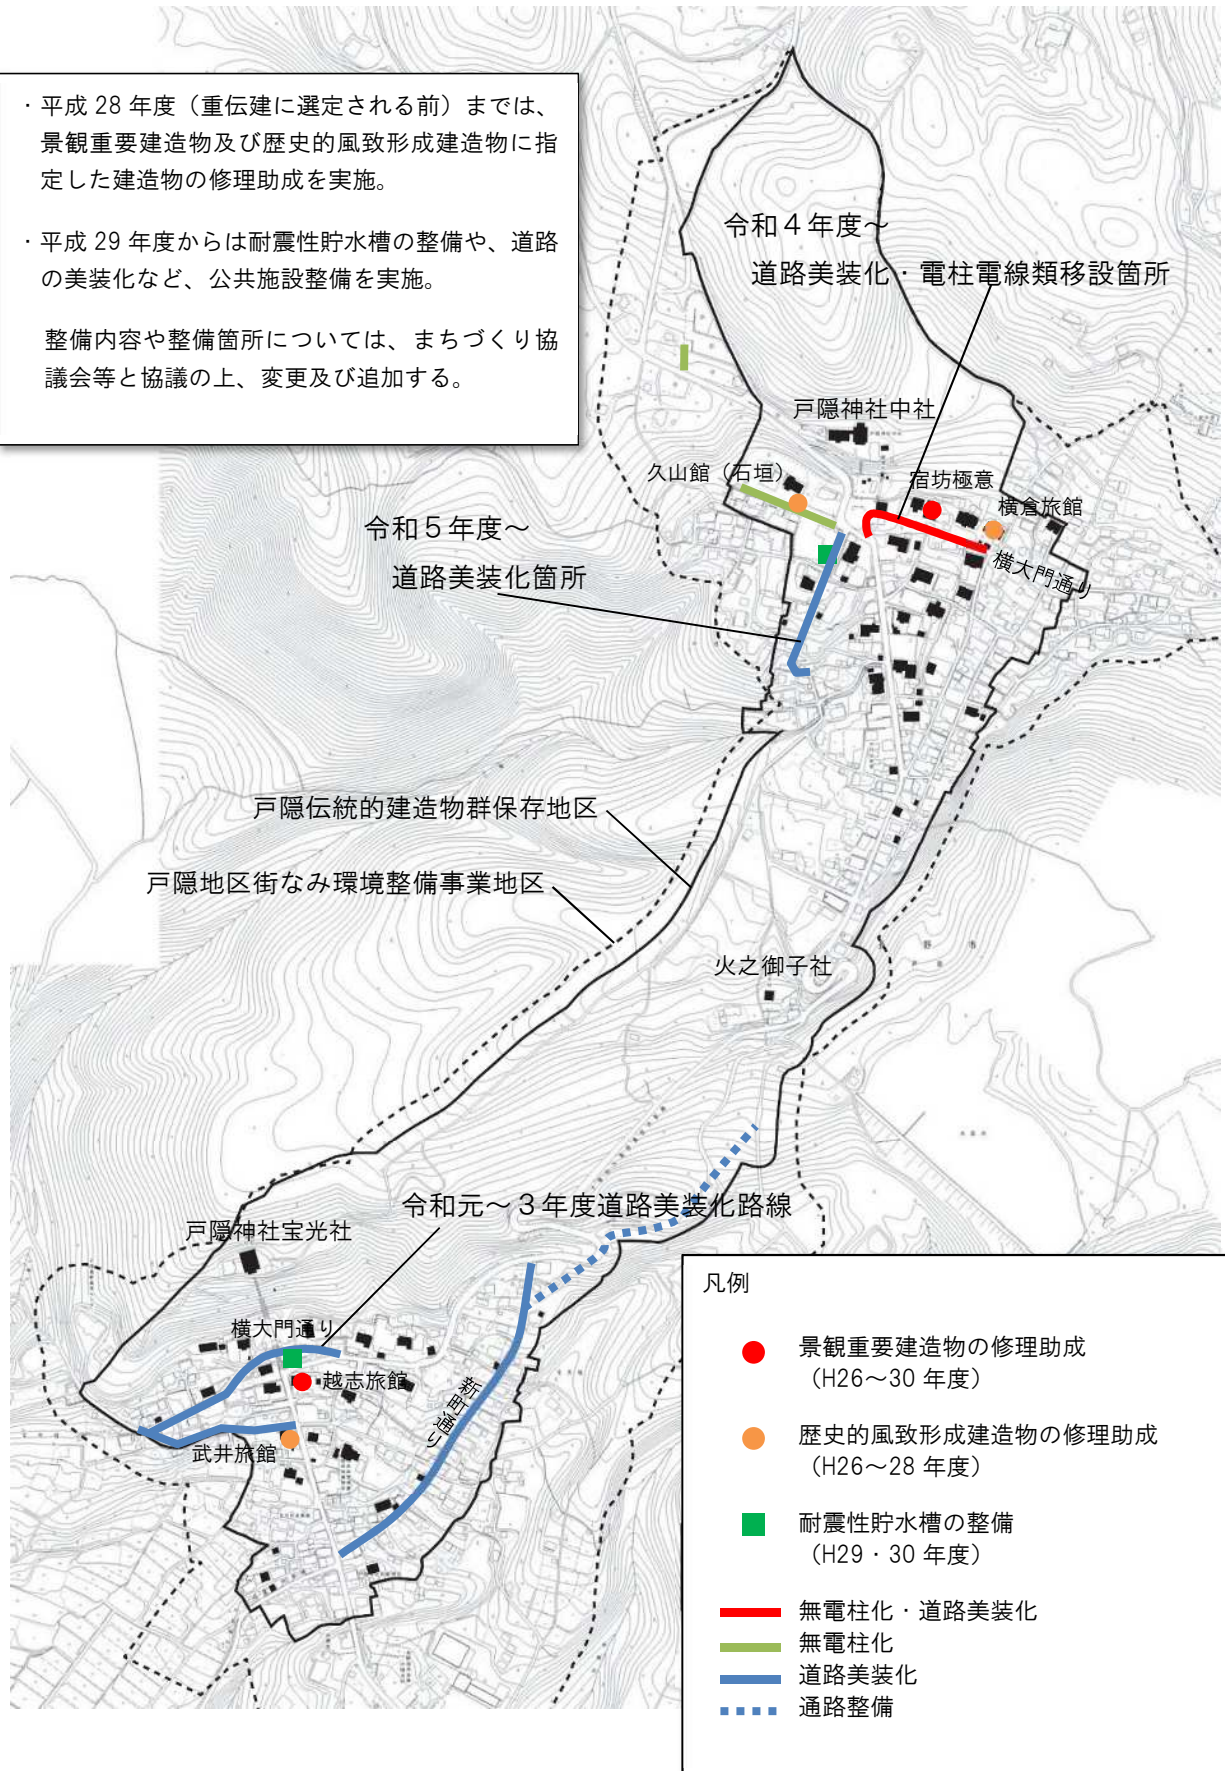 ・平成 28 年度（重伝建に選定される前）までは、
景観重要建造物及び歴史的風致形成建造物に指
定した建造物の修理助成を実施。
・平成 29 年度からは耐震性貯水槽の整備や、道路
の美装化など、公共施設整備を実施。
整備内容や整備箇所については、まちづくり協
議会等と協議の上、変更及び追加する。
令和４年度～
道路美装化・電柱電線類移設箇所
戸隠神社中社
久山館（石垣）
宿坊極意
横倉旅館
横大門通り
令和５年度～
道路美装化箇所
戸隠伝統的建造物群保存地区
戸隠地区街なみ環境整備事業地区
火之御子社
令和元～３年度道路美装化路線
戸隠神社宝光社
横大門通り
越志旅館
新町通り
武井旅館
凡例
景観重要建造物の修理助成
（H26～30 年度）
歴史的風致形成建造物の修理助成
（H26～28 年度）
耐震性貯水槽の整備
（H29・30 年度）
無電柱化・道路美装化
無電柱化
道路美装化
通路整備